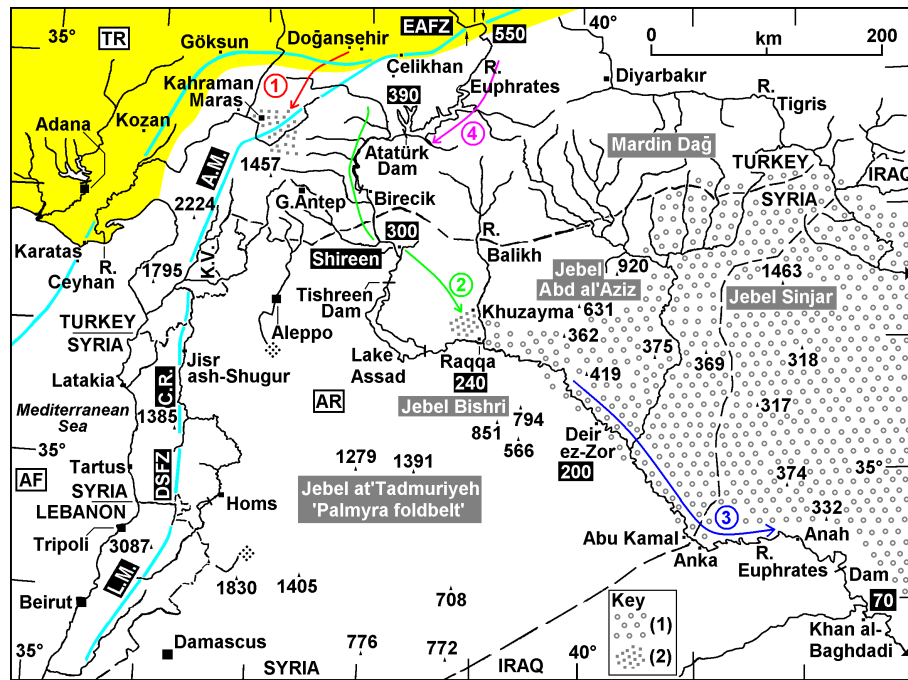 35°
TR
Göksun
Doğanşehir
EAFZ
550
40°
0
km
200
Çelikhan
R.
Euphrates
Diyarbakır
R.
Tigris
1
Kahraman
Maras
390
4
Adana
Kozan
Atatürk
Dam
Mardin Dağ
TURKEY
SYRIA
IRAQ
A.M.
1457
G.Antep
Birecik
2224
300
R.
Balikh
Karatas
Ceyhan
R.
K.V.
Shireen
1795
2
Jebel
Abd al'Aziz
920
1463
Jebel Sinjar
Tishreen
Dam
Khuzayma
631
TURKEY
SYRIA
Aleppo
362
375
369
318
Jisr
ash-Shugur
Lake
Assad
Raqqa
240
419
Latakia
C.R.
AR
Jebel Bishri
317
Mediterranean
Sea
1385
794
851
566
Deir
ez-Zor
200
35°
35°
1279
1391
Tartus
DSFZ
374
AF
SYRIA
LEBANON
Homs
Jebel at'Tadmuriyeh
'Palmyra foldbelt'
3
332
Anah
Tripoli
3087
Abu Kamal
Anka
R.
Euphrates
L.M.
1830
1405
708
Key
(1)
(2)
Dam
70
Beirut
Khan al-
Baghdadi
Damascus
776
772
35°
SYRIA
IRAQ
40°